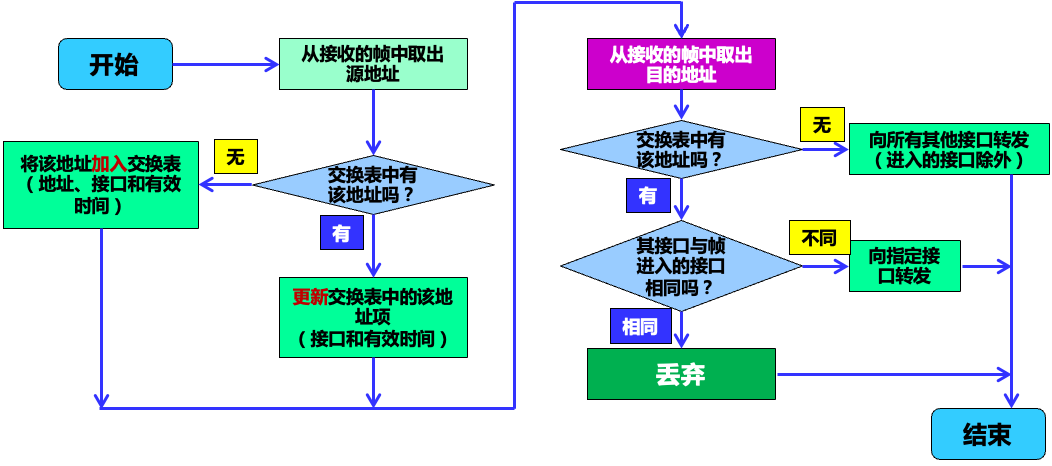 开始
从接收的帧中取出
源地址
无
交换表中有
该地址吗？
将该地址加入交换表
（地址、接口和有效
时间）
有
更新交换表中的该地
址项
（接口和有效时间）
从接收的帧中取出
目的地址
交换表中有
该地址吗？
无
向所有其他接口转发
（进入的接口除外）
有
其接口与帧
进入的接口
相同吗？
不同
向指定接
口转发
相同
丢弃
结束